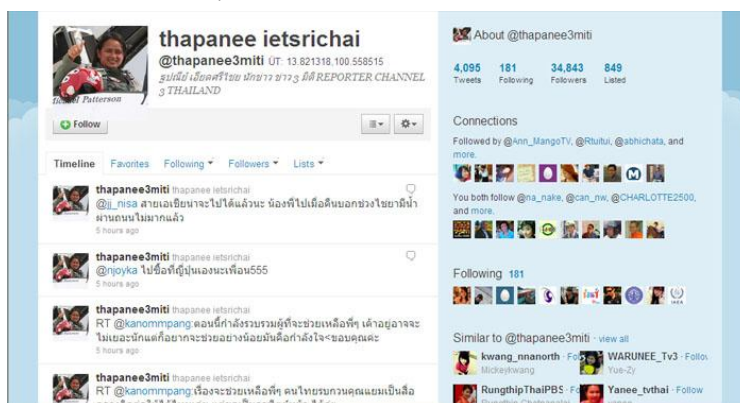 thapanee ietsrichai
@thapanee3miti ÜT: 13.821318,100.558515
ฐปณีย์ เอียดศรีไชย นักข่าว ข่าว 3 มิติ REPORTER CHANNEL
3 THAILAND
Patterson
Follow
Timeline Favorites Following Followers Lists
thapanee3miti thapanee ietsrichai
@jj_nisa สายเอเชียน่าจะไปได้แล้วนะ น้องพี่ไปเมื่อคืนบอกช่วงไชยามีน้ำ
ผ่านถนนไม่มากแล้ว
5 hours ago
thapanee3miti thapanee ietsrichai
@njoyka ไปซื้อที่ญี่ปุ่นเองนะเพื่อน555
5 hours ago
thapanee3miti thapanee ietsrichai
RT @kanommpang:ตอนนี้กำลังรวบรวมผู้ที่จะช่วยเหลือพี่ๆ เค้าอยู่อาจจะ
ไม่เยอะนักแต่ก็อยากจะช่วยอย่างน้อยมันคือกำลังใจ<ขอบคุณค่ะ
5 hours ago
thapanee3miti thapanee ietsrichai
RT @kanommpang:เรื่องจะช่วยเหลือพี่ๆ คนไทยรบกวนคุณแยมเป็นสื่อ
About @thapanee3miti
4,095 181 34,843 849
Tweets Following Followers Listed
Connections
Followed by @Ann_MangoTV, @Rtuitui, @abhichata, and
more.
You both follow @na_nake, @can_nw, @CHARLOTTE2500,
and more.
Following 181
Similar to @thapanee3miti · view all
kwang_nnanorth · Fo
Mickeykwang
WARUNEE_Tv3 · Follow
Yue-Zy
RungthipThaiPBS · Fo
Yanee_tvthai · Follow